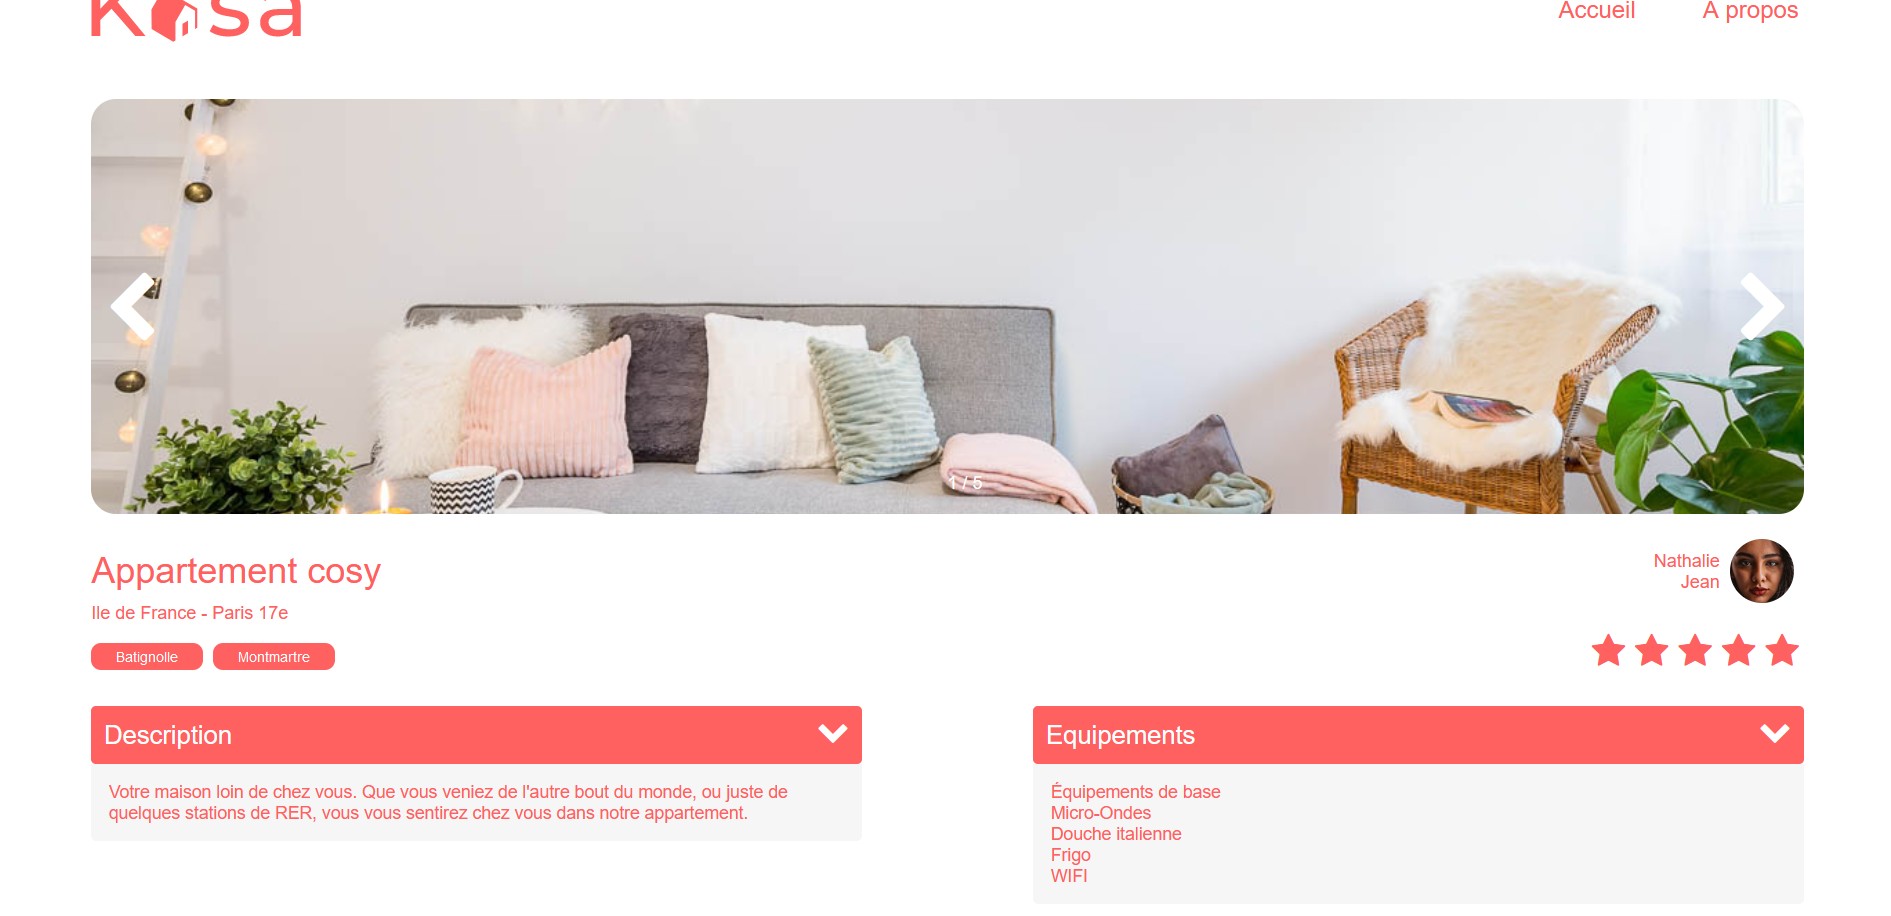 Kasa
Accueil
A propos
1 / 5
Appartement cosy
Ile de France - Paris 17e
Batignolle
Montmartre
Nathalie
Jean
Description
Votre maison loin de chez vous. Que vous veniez de l'autre bout du monde, ou juste de
quelques stations de RER, vous vous sentirez chez vous dans notre appartement.
Equipements
Équipements de base
Micro-Ondes
Douche italienne
Frigo
WIFI